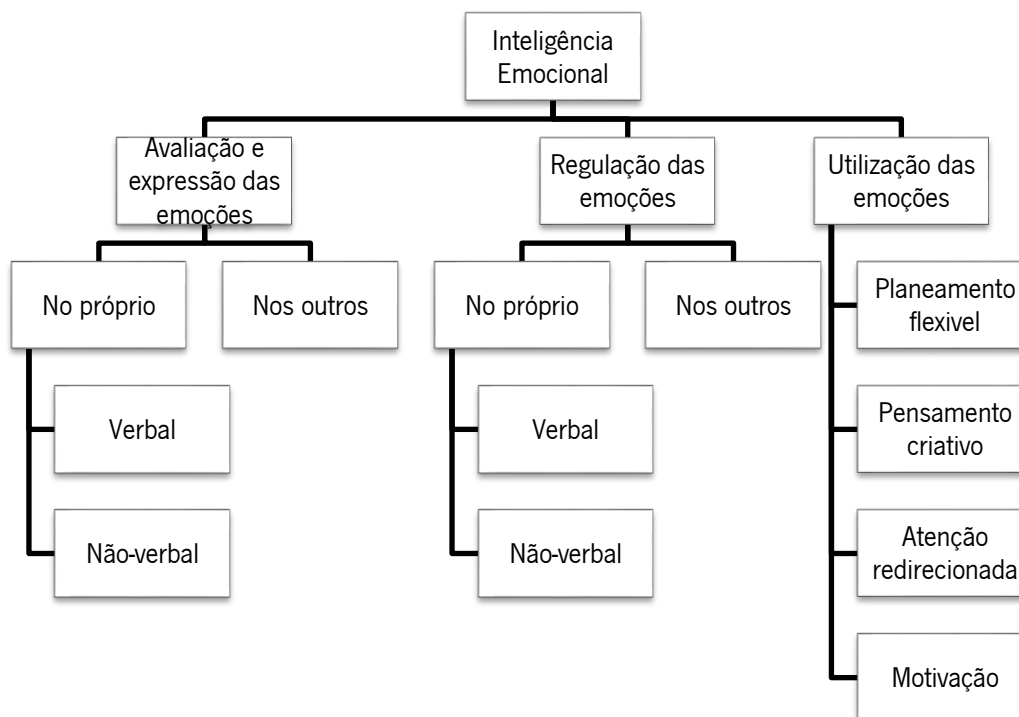 Inteligência
Emocional
Avaliação e
expressão das
emoções
Regulação das
emoções
Utilização das
emoções
No próprio
Nos outros
No próprio
Nos outros
Planeamento
flexivel
Verbal
Verbal
Pensamento
criativo
Não-verbal
Não-verbal
Atenção
redirecionada
Motivação